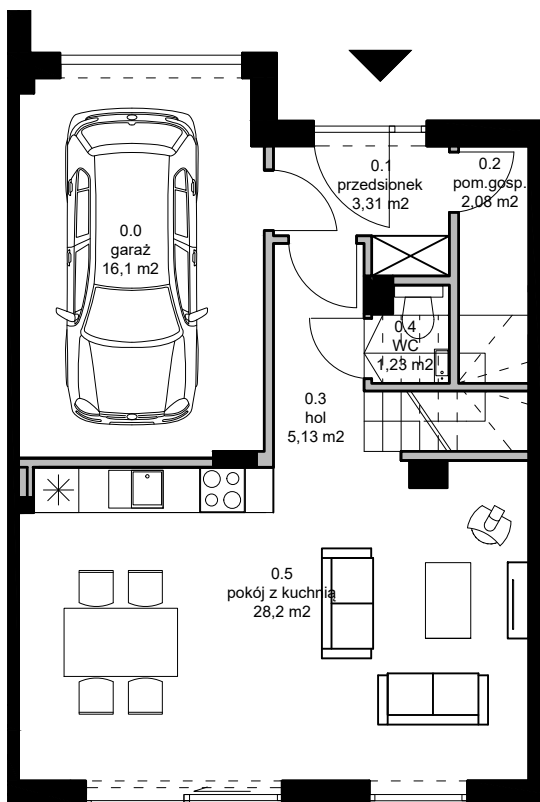 0.0
garaż
16,1 m2
0.1
przedsionek
3,31 m2
0.2
pom.gosp.
2,08 m2
0.4
WC
1,23 m2
0.3
hol
5,13 m2
0.5
pokój z kuchnią
28,2 m2